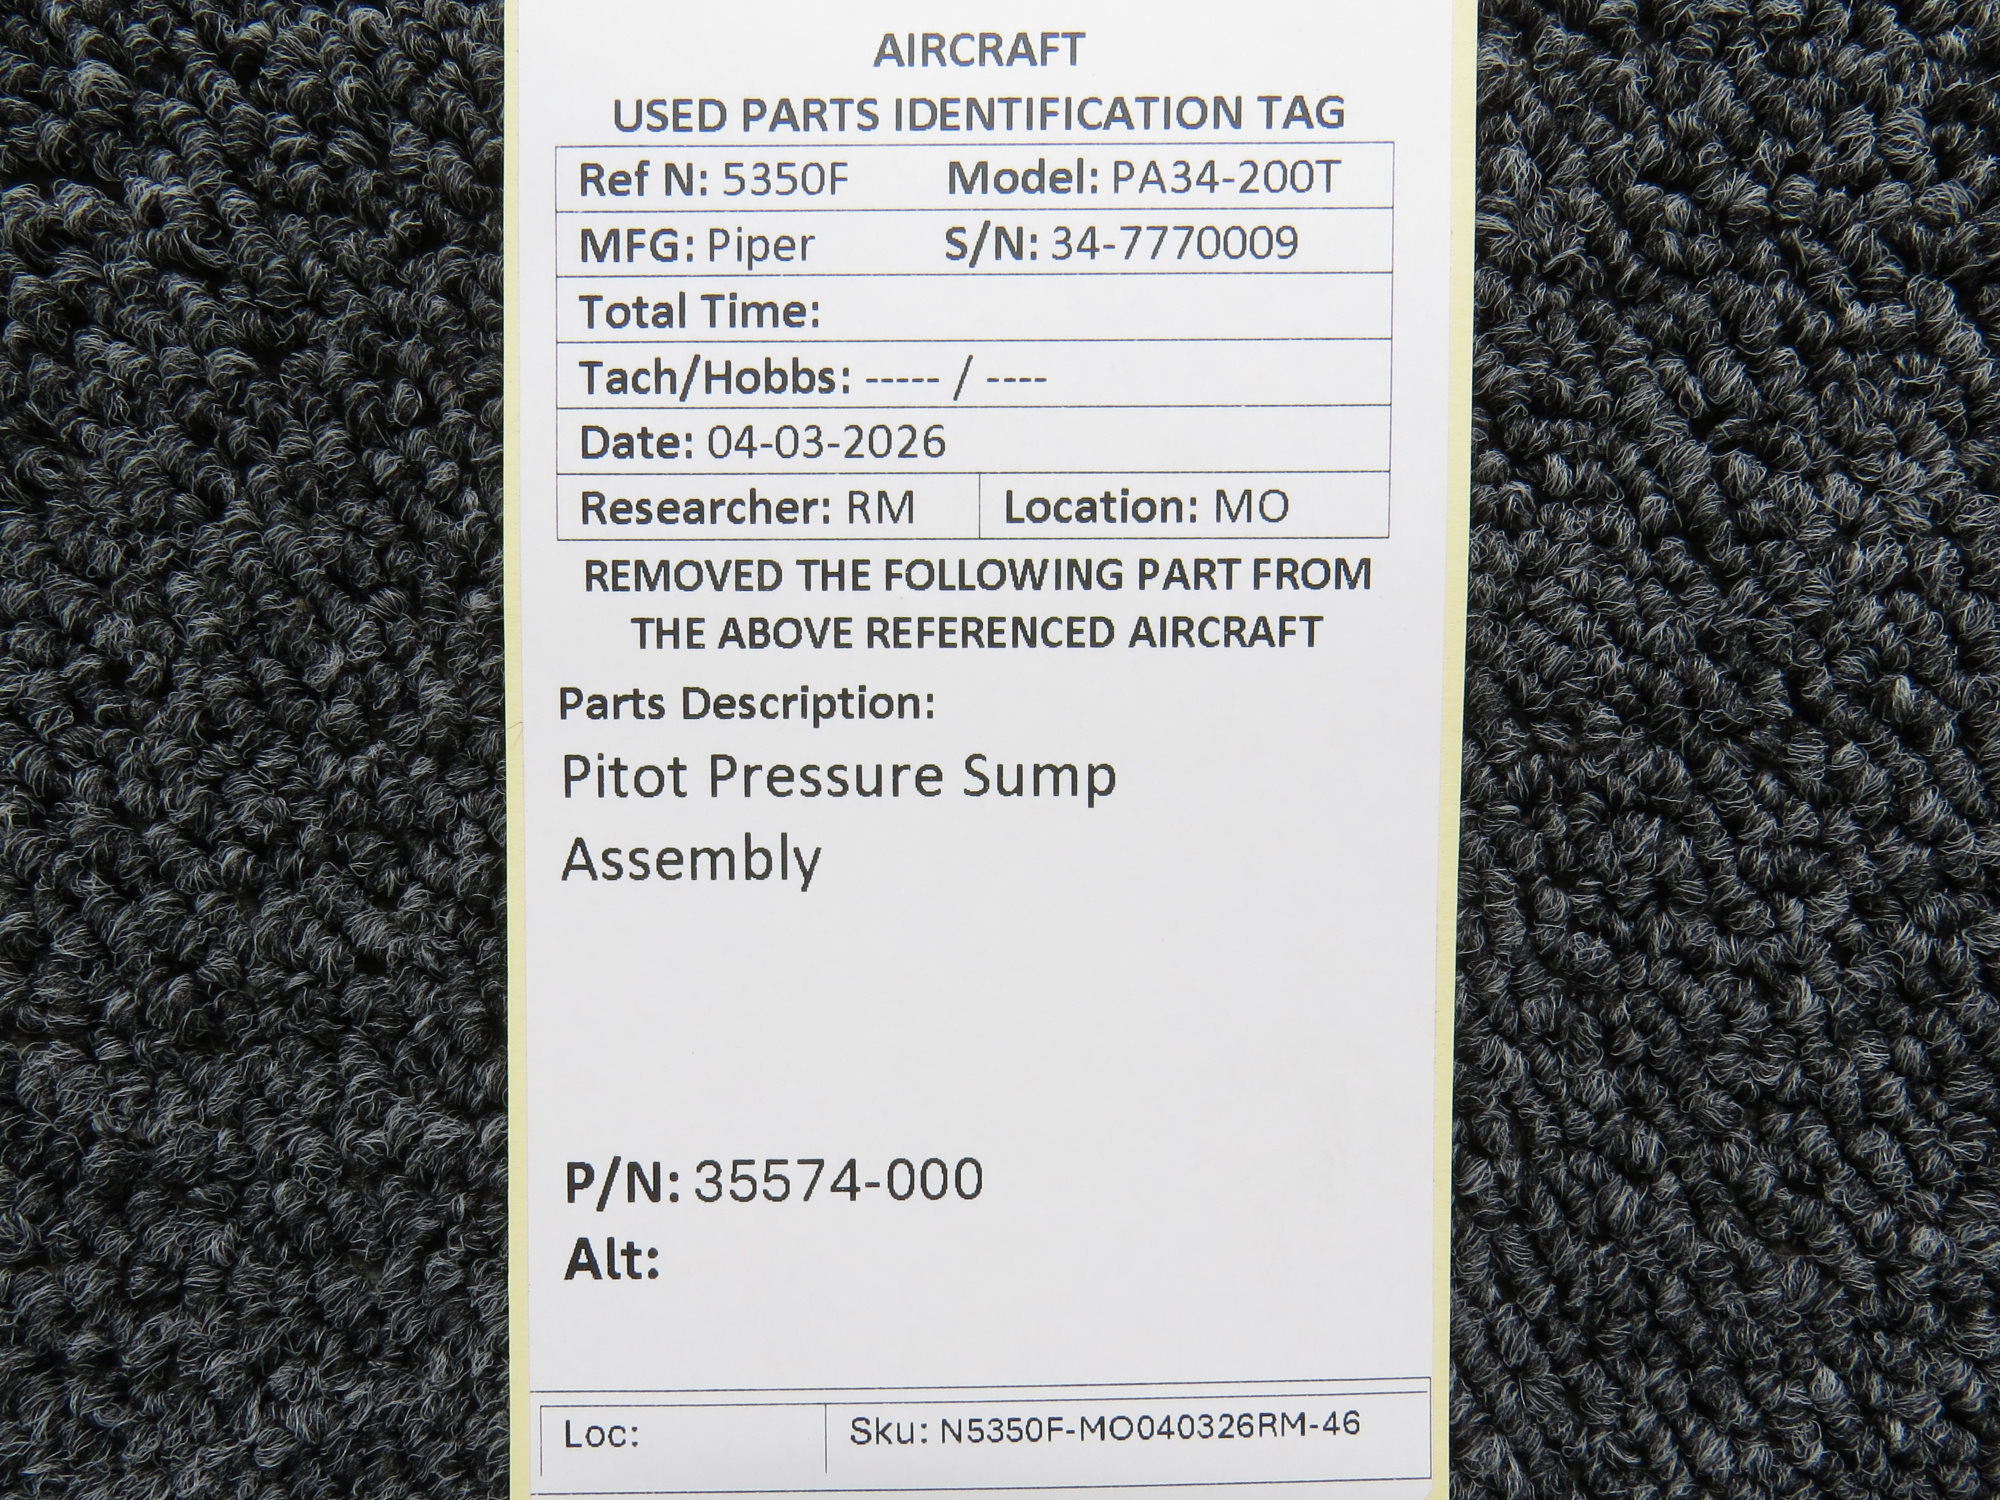 AIRCRAFT
USED PARTS IDENTIFICATION TAG
Ref N: 5350F Model: PA34-200T
MFG: Piper S/N: 34-7770009
Total Time:
Tach/Hobbs: ----- / ----
Date: 04-03-2026
Researcher: RM Location: MO
REMOVED THE FOLLOWING PART FROM
THE ABOVE REFERENCED AIRCRAFT
Parts Description:
Pitot Pressure Sump
Assembly
P/N: 35574-000
Alt:
Loc: Sku: N5350F-MO040326RM-46